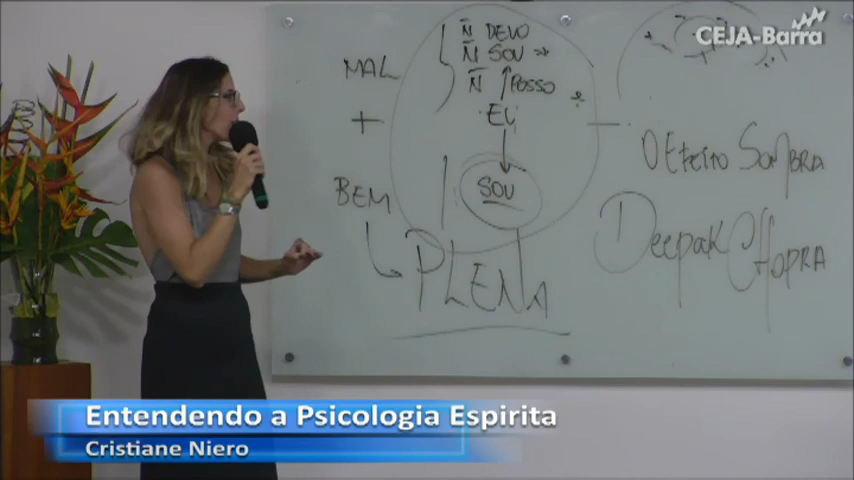 CEJA-Barra
Ñ DEVO
Ñ SOU
MAL
Ñ POSSO
+
EU
O EFEITO SOMBRA
SOU
BEM
DEEPAK CHOPRA
PLENA
Entendendo a Psicologia Espirita
Cristiane Niero